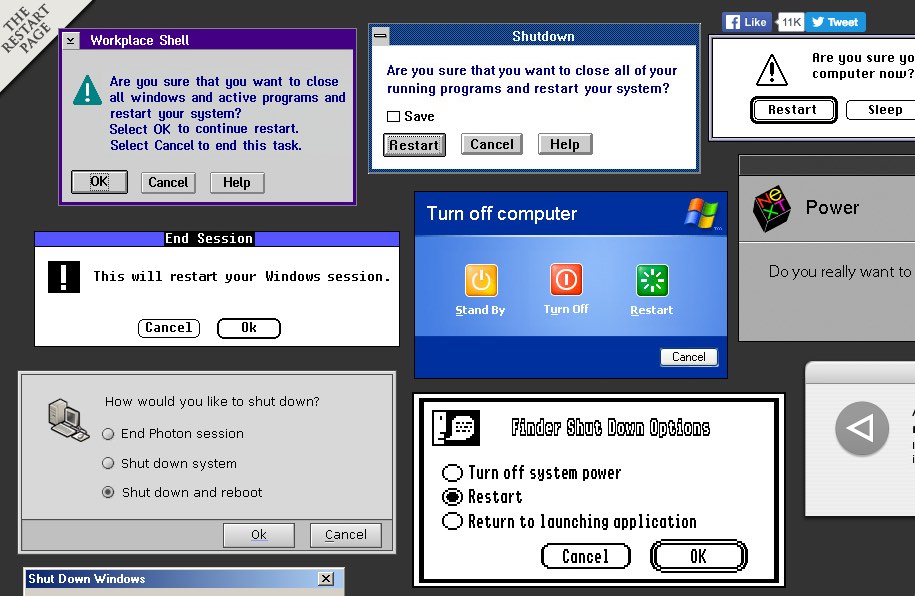 THE
RESTART
PAGE
Like
11K
Tweet
Workplace Shell
Are you sure that you want to close
all windows and active programs and
restart your system?
Select OK to continue restart.
Select Cancel to end this task.
OK
Cancel
Help
Shutdown
Are you sure that you want to close all of your
running programs and restart your system?
Save
Restart
Cancel
Help
Are you sure yo
computer now?
Restart
Sleep
End Session
This will restart your Windows session.
Cancel
Ok
Turn off computer
Stand By
Turn Off
Restart
Cancel
NeXT
Power
Do you really want to
How would you like to shut down?
End Photon session
Shut down system
Shut down and reboot
Ok
Cancel
Finder Shut Down Options
Turn off system power
Restart
Return to launching application
Cancel
OK
Shut Down Windows